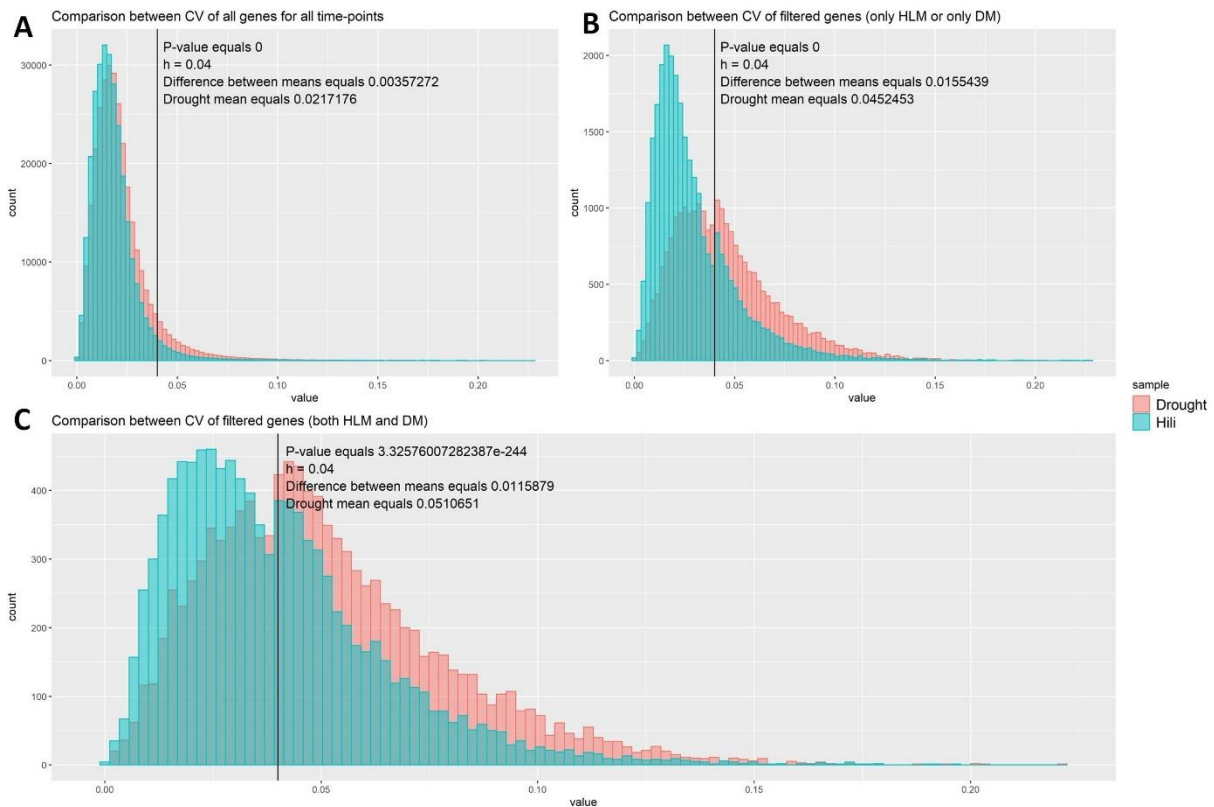 A
Comparison between CV of all genes for all time-points
P-value equals 0
h = 0.04
Difference between means equals 0.00357272
Drought mean equals 0.0217176
count
30000
20000
10000
0
0.00
0.05
0.10
0.15
0.20
value
B
Comparison between CV of filtered genes (only HLM or only DM)
P-value equals 0
h = 0.04
Difference between means equals 0.0155439
Drought mean equals 0.0452453
count
2000
1500
1000
500
0
0.00
0.05
0.10
0.15
0.20
value
sample
Drought
Hili
C
Comparison between CV of filtered genes (both HLM and DM)
P-value equals 3.32576007282387e-244
h = 0.04
Difference between means equals 0.0115879
Drought mean equals 0.0510651
count
400
300
200
100
0
0.00
0.05
0.10
0.15
0.20
value